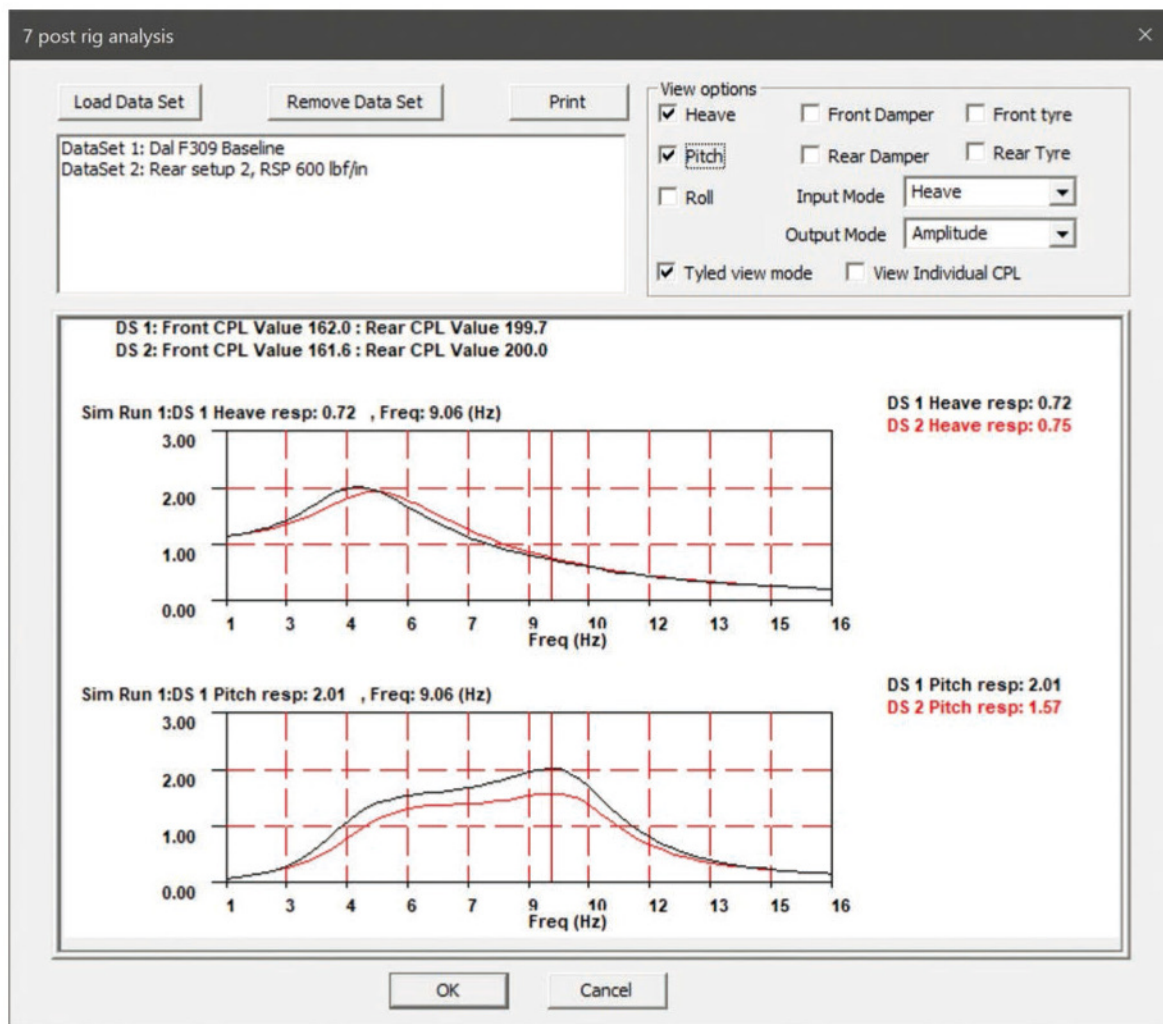 7 post rig analysis
Load Data Set
Remove Data Set
Print
DataSet 1: Dal F309 Baseline
DataSet 2: Rear setup 2, RSP 600 lbf/in
View options
Heave
Front Damper
Front tyre
Pitch
Rear Damper
Rear Tyre
Roll
Input Mode
Heave
Output Mode
Amplitude
Tyled view mode
View Individual CPL
DS 1: Front CPL Value 162.0 : Rear CPL Value 199.7
DS 2: Front CPL Value 161.6 : Rear CPL Value 200.0
Sim Run 1:DS 1 Heave resp: 0.72 , Freq: 9.06 (Hz)
DS 1 Heave resp: 0.72
DS 2 Heave resp: 0.75
3.00
2.00
1.00
0.00
1 3 4 6 7 9 10 12 13 15 16
Freq (Hz)
Sim Run 1:DS 1 Pitch resp: 2.01 , Freq: 9.06 (Hz)
DS 1 Pitch resp: 2.01
DS 2 Pitch resp: 1.57
3.00
2.00
1.00
0.00
1 3 4 6 7 9 10 12 13 15 16
Freq (Hz)
OK
Cancel